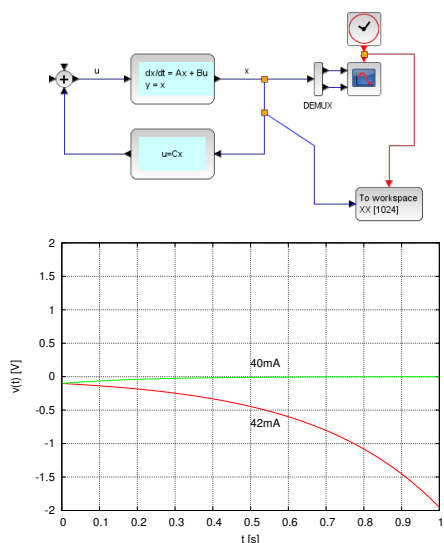 u
dx/dt = Ax + Bu
y = x
x
DEMUX
u=Cx
To workspace
XX [1024]
2
1.5
1
0.5
0
-0.5
-1
-1.5
-2
v(t) [V]
40mA
42mA
0 0.1 0.2 0.3 0.4 0.5 0.6 0.7 0.8 0.9 1
t [s]